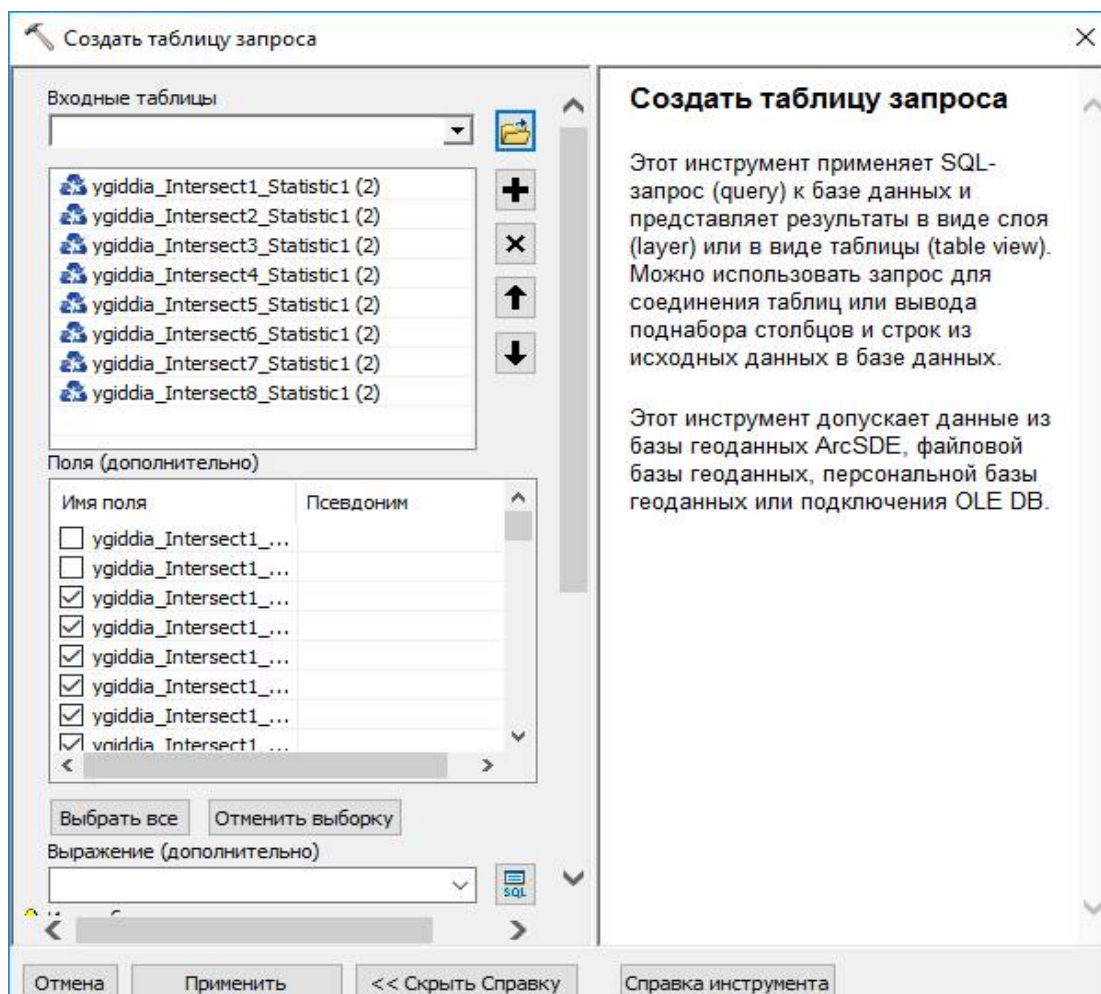 Создать таблицу запроса
Входные таблицы
ygiddia_Intersect1_Statistic1 (2)
ygiddia_Intersect2_Statistic1 (2)
ygiddia_Intersect3_Statistic1 (2)
ygiddia_Intersect4_Statistic1 (2)
ygiddia_Intersect5_Statistic1 (2)
ygiddia_Intersect6_Statistic1 (2)
ygiddia_Intersect7_Statistic1 (2)
ygiddia_Intersect8_Statistic1 (2)
Поля (дополнительно)
Имя поля Псевдоним
ygiddia_Intersect1_...
ygiddia_Intersect1_...
ygiddia_Intersect1_...
ygiddia_Intersect1_...
ygiddia_Intersect1_...
ygiddia_Intersect1_...
ygiddia_Intersect1_...
ygiddia_Intersect1_...
Выбрать все Отменить выборку
Выражение (дополнительно)
SQL
Создать таблицу запроса
Этот инструмент применяет SQL-
запрос (query) к базе данных и
представляет результаты в виде слоя
(layer) или в виде таблицы (table view).
Можно использовать запрос для
соединения таблиц или вывода
поднабора столбцов и строк из
исходных данных в базе данных.
Этот инструмент допускает данные из
базы геоданных ArcSDE, файловой
базы геоданных, персональной базы
геоданных или подключения OLE DB.
Отмена Применить << Скрыть Справку Справка инструмента